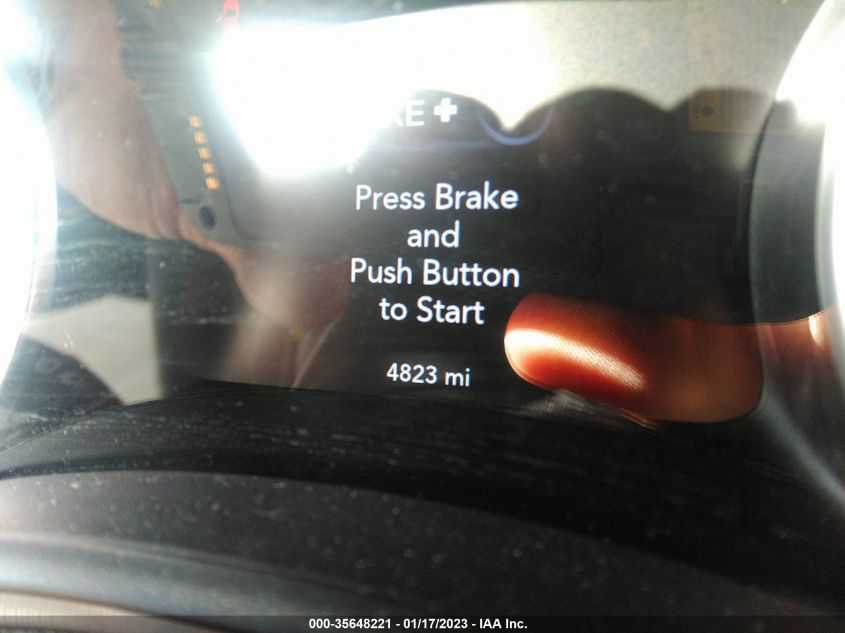 Press Brake
and
Push Button
to Start
4823 mi
000-35648221 - 01/17/2023 - IAA Inc.